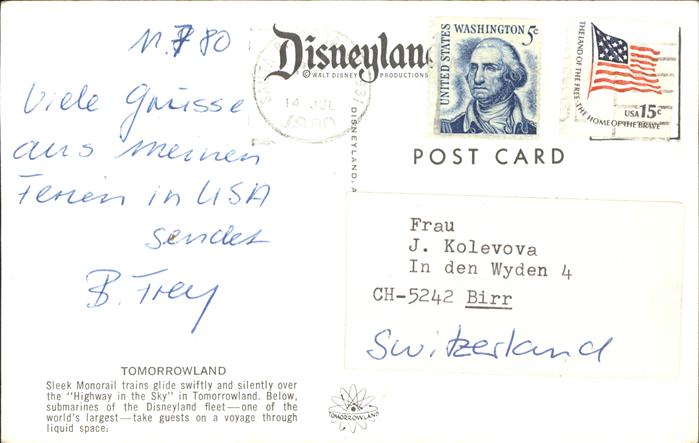 11.7 80
Viele Grüsse
aus meinen
Ferien in USA
sendet
B. Frey
TOMORROWLAND
Sleek Monorail trains glide swiftly and silently over
the "Highway in the Sky" in Tomorrowland. Below,
submarines of the Disneyland fleet—one of the
world's largest—take guests on a voyage through
liquid space.
Disneyland
© WALT DISNEY PRODUCTIONS
14 JUL
1980
DISNEYLAND, 
UNITED STATES
WASHINGTON 5c
THE LAND OF THE FREE · THE HOME OF THE BRAVE
USA 15c
POST CARD
Frau
J. Kolevova
In den Wyden 4
CH-5242 Birr
Switzerland
TOMORROWLAND